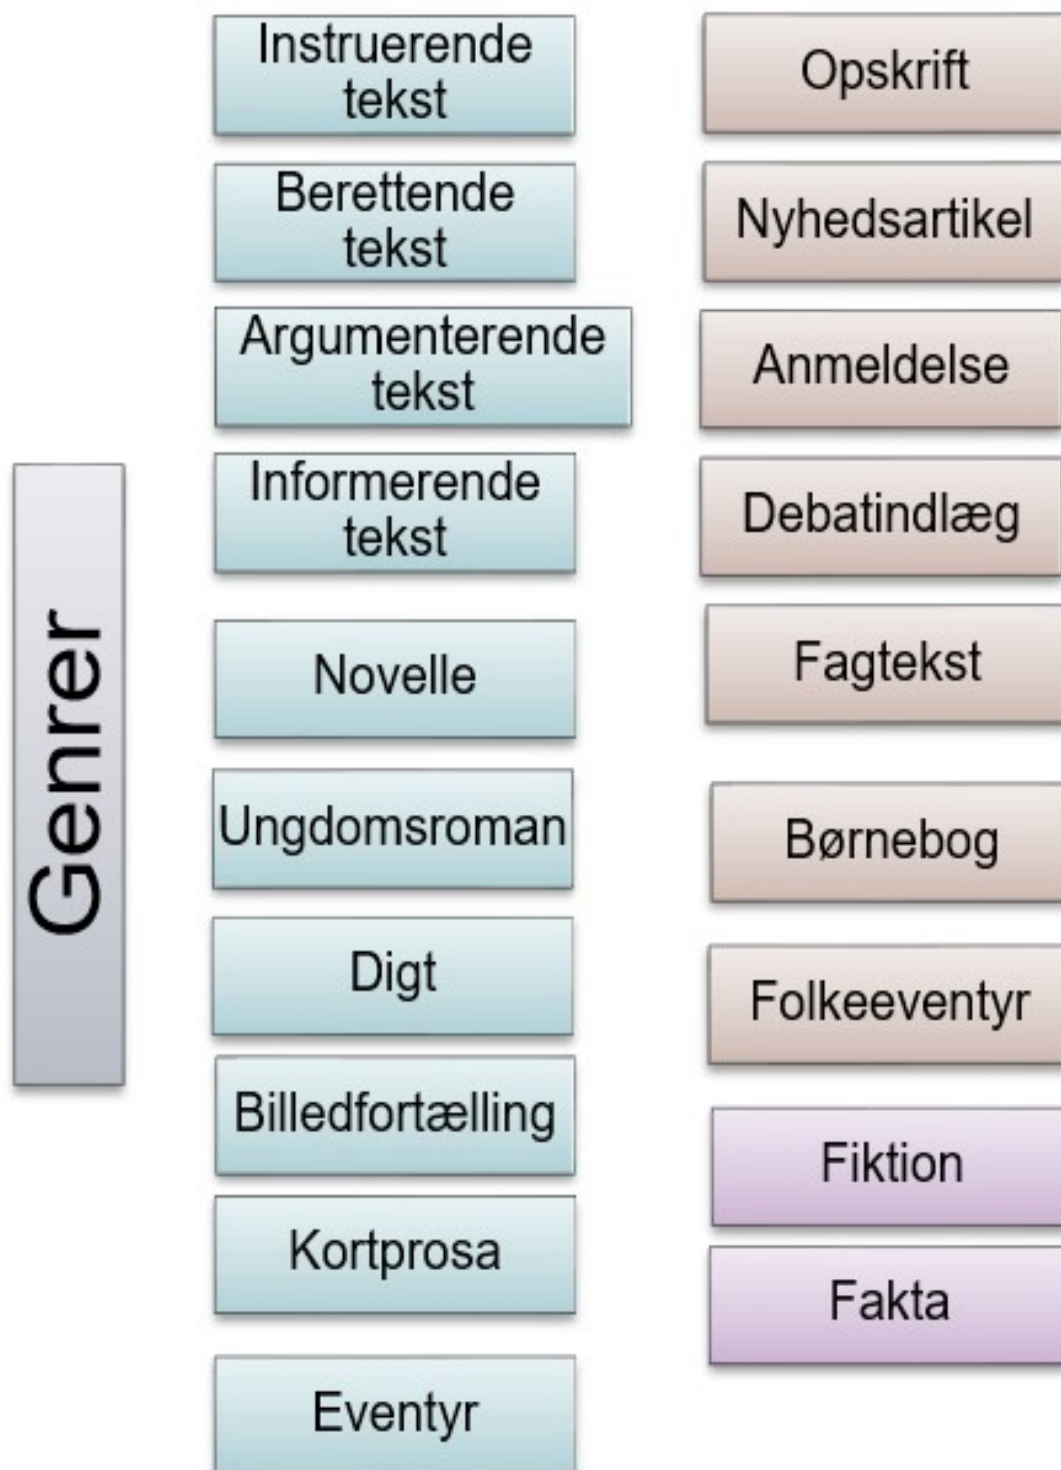 Genrer
Instruerende
tekst
Berettende
tekst
Argumenterende
tekst
Informerende
tekst
Novelle
Ungdomsroman
Digt
Billedfortælling
Kortprosa
Eventyr
Opskrift
Nyhedsartikel
Anmeldelse
Debatindlæg
Fagtekst
Børnebog
Folkeeventyr
Fiktion
Fakta